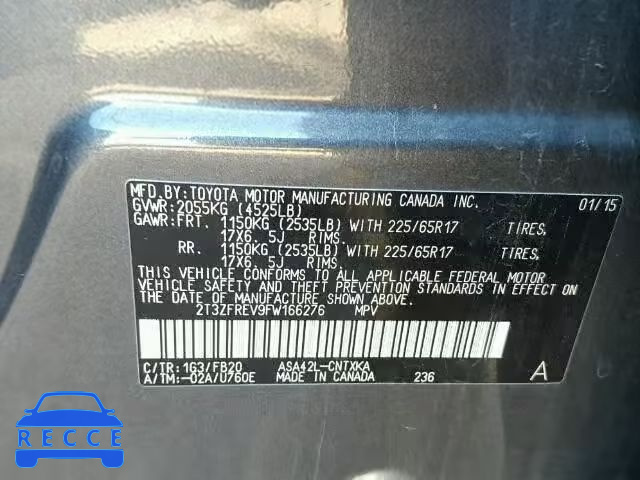 MFD.BY:TOYOTA MOTOR MANUFACTURING CANADA INC. 01/15
GVWR:2055KG (4525LB)
GAWR:FRT. 1150KG (2535LB) WITH 225/65R17 TIRES,
17X6. 5J RIMS.
RR. 1150KG (2535LB) WITH 225/65R17 TIRES,
17X6. 5J RIMS.
THIS VEHICLE CONFORMS TO ALL APPLICABLE FEDERAL MOTOR
VEHICLE SAFETY AND THEFT PREVENTION STANDARDS IN EFFECT
ON THE DATE OF MANUFACTURE SHOWN ABOVE.
2T3ZFREV9FW166276 MPV
C/TR:1G3/FB20 ASA42L-CNTXKA
A/TM:-02A/U760E MADE IN CANADA 236 A
RECCE